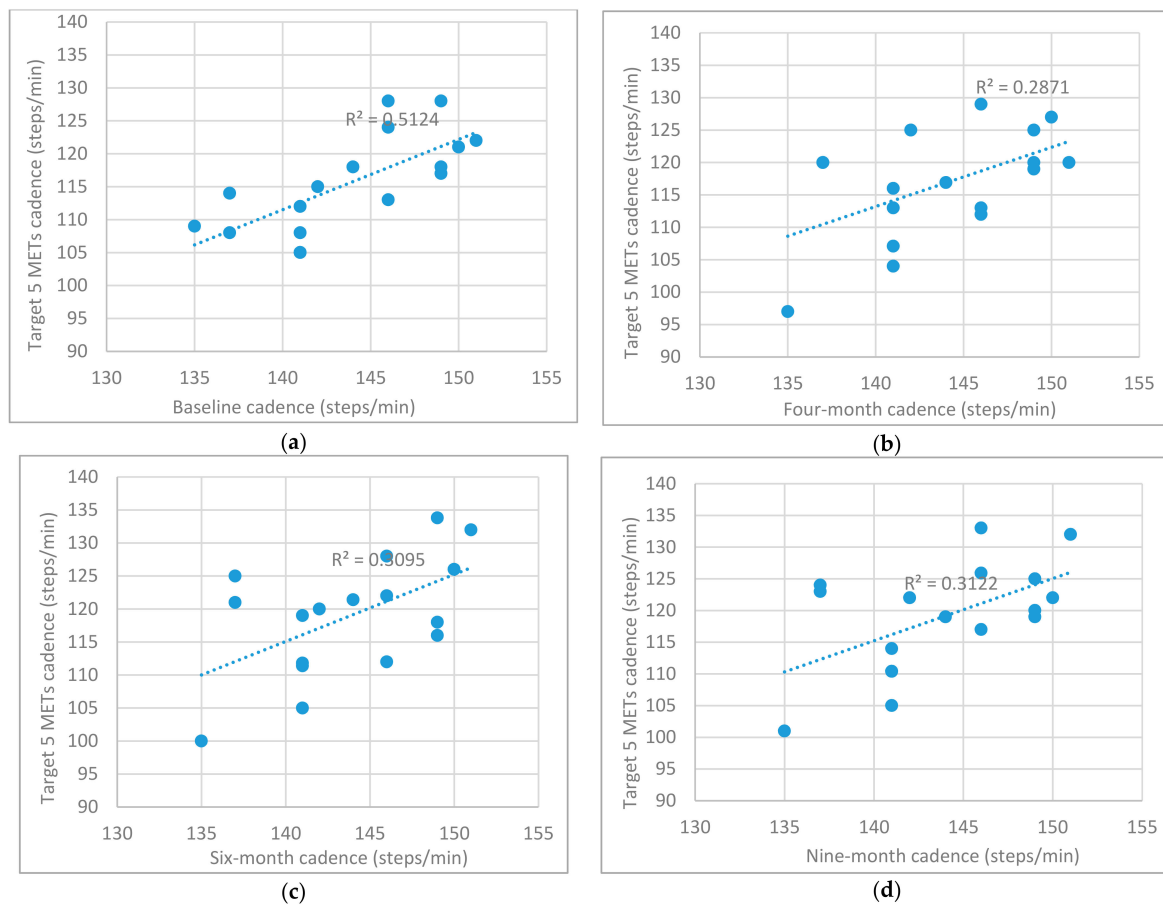 140
135
130
125
120
115
110
105
100
95
90
Target 5 METs cadence (steps/min)
R² = 0.5124
130 135 140 145 150 155
Baseline cadence (steps/min)
(a)
140
135
130
125
120
115
110
105
100
95
90
Target 5 METs cadence (steps/min)
R² = 0.2871
130 135 140 145 150 155
Four-month cadence (steps/min)
(b)
140
135
130
125
120
115
110
105
100
95
90
Target 5 METs cadence (steps/min)
R² = 0.3095
130 135 140 145 150 155
Six-month cadence (steps/min)
(c)
140
135
130
125
120
115
110
105
100
95
90
Target 5 METs cadence (steps/min)
R² = 0.3122
130 135 140 145 150 155
Nine-month cadence (steps/min)
(d)